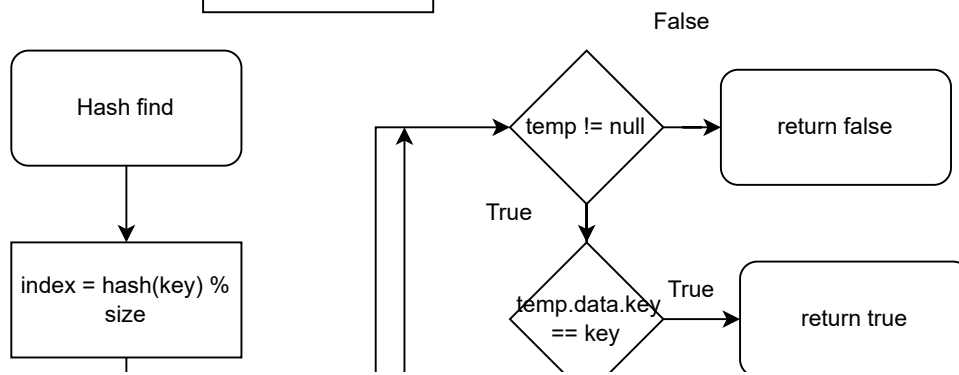 False
Hash find
temp != null
return false
True
index = hash(key) %
size
temp.data.key
== key
True
return true